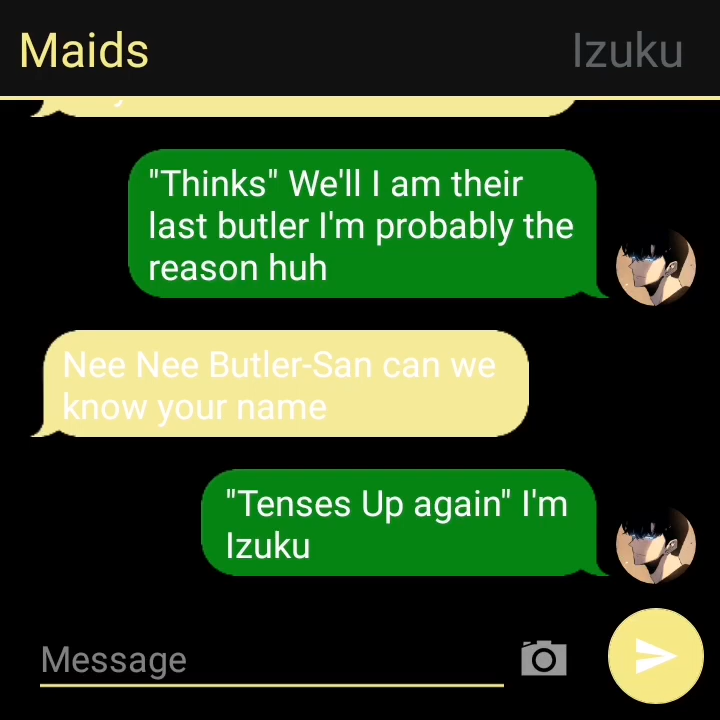 Maids
Izuku
"Thinks" We'll I am their
last butler I'm probably the
reason huh
Nee Nee Butler-San can we
know your name
"Tenses Up again" I'm
Izuku
Message